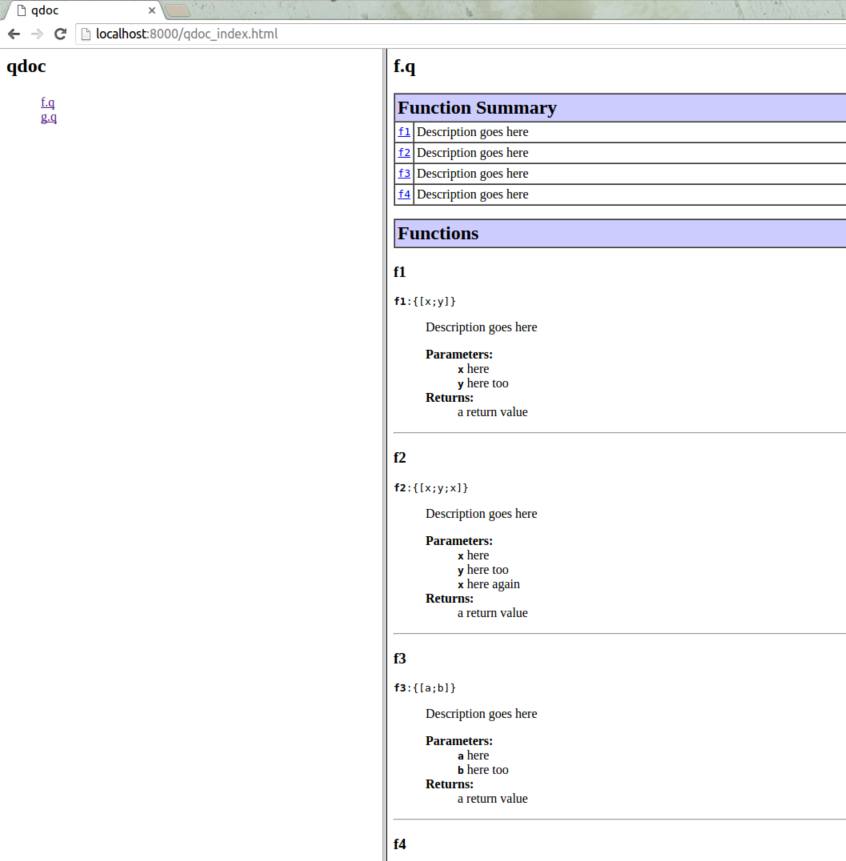 qdoc
localhost:8000/qdoc_index.html
qdoc
f.q
g.q
f.q
Function Summary
f1 Description goes here
f2 Description goes here
f3 Description goes here
f4 Description goes here
Functions
f1
f1:{[x;y]}
Description goes here
Parameters:
x here
y here too
Returns:
a return value
f2
f2:{[x;y;x]}
Description goes here
Parameters:
x here
y here too
x here again
Returns:
a return value
f3
f3:{[a;b]}
Description goes here
Parameters:
a here
b here too
Returns:
a return value
f4